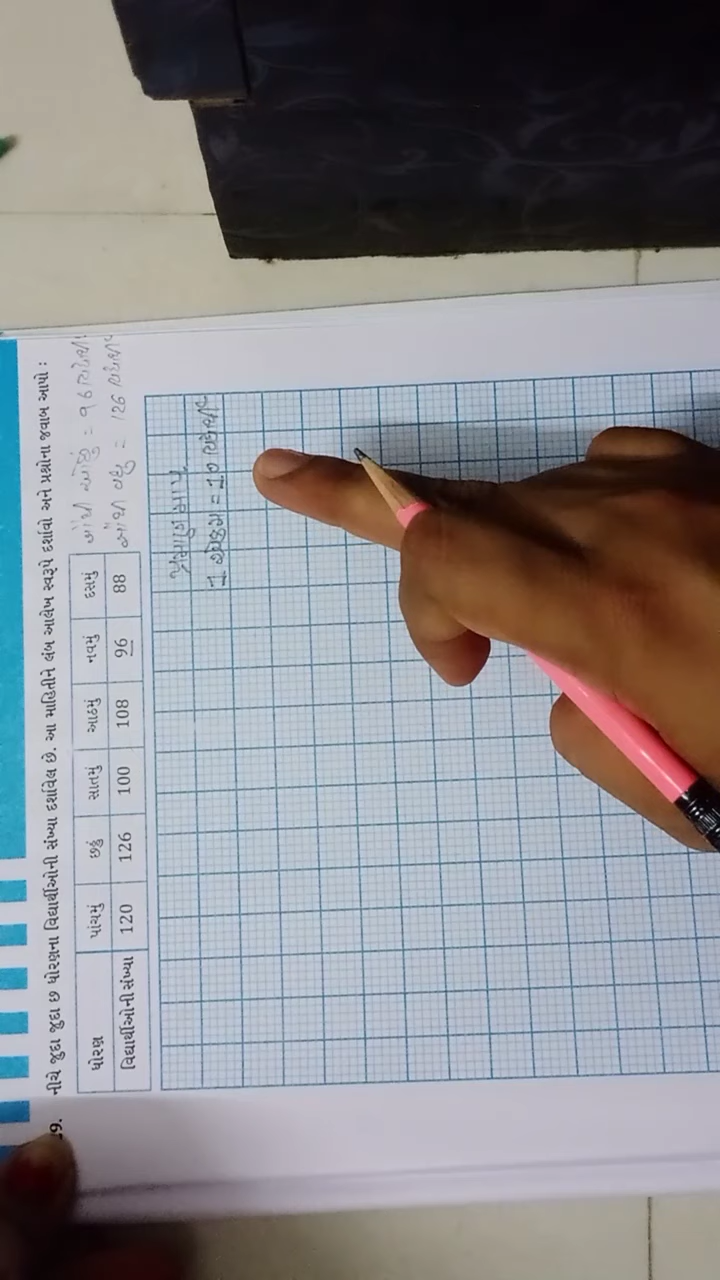 29. નીચે જુદા જુદા છ ધોરણના વિદ્યાર્થીઓની સંખ્યા દર્શાવેલ છે. આ માહિતીને લંબ આલેખ સ્વરૂપે દર્શાવો અને પ્રશ્નોના જવાબ આપો :
ધોરણ પાંચમું છઠ્ઠું સાતમું આઠમું નવમું દસમું
વિદ્યાર્થીઓની સંખ્યા 120 126 100 108 96 88
સૌથી ઓછું = 96
સૌથી વધુ = 126
પ્રમાણમાપ
1 એકમ = 10